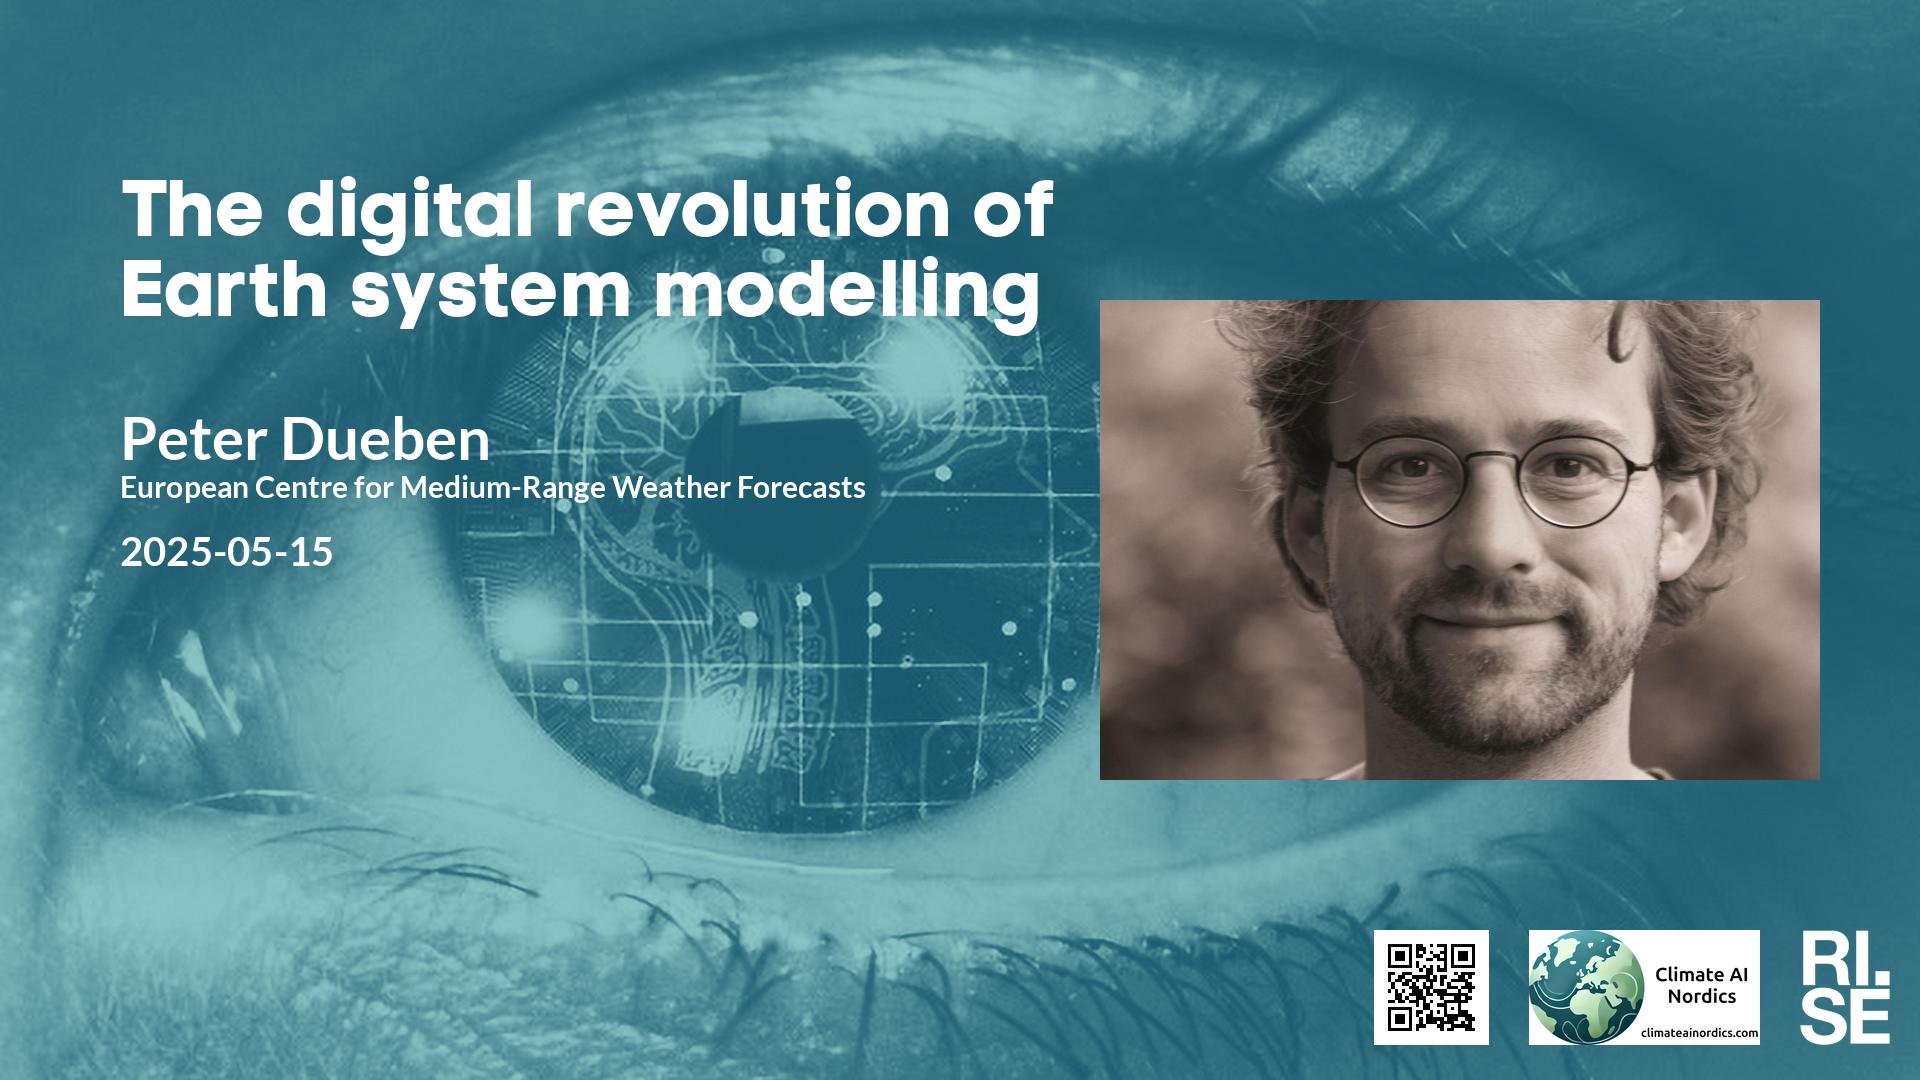 The digital revolution of
Earth system modelling
Peter Dueben
European Centre for Medium-Range Weather Forecasts
2025-05-15
Climate AI
Nordics
climateainordics.com
RI.
SE